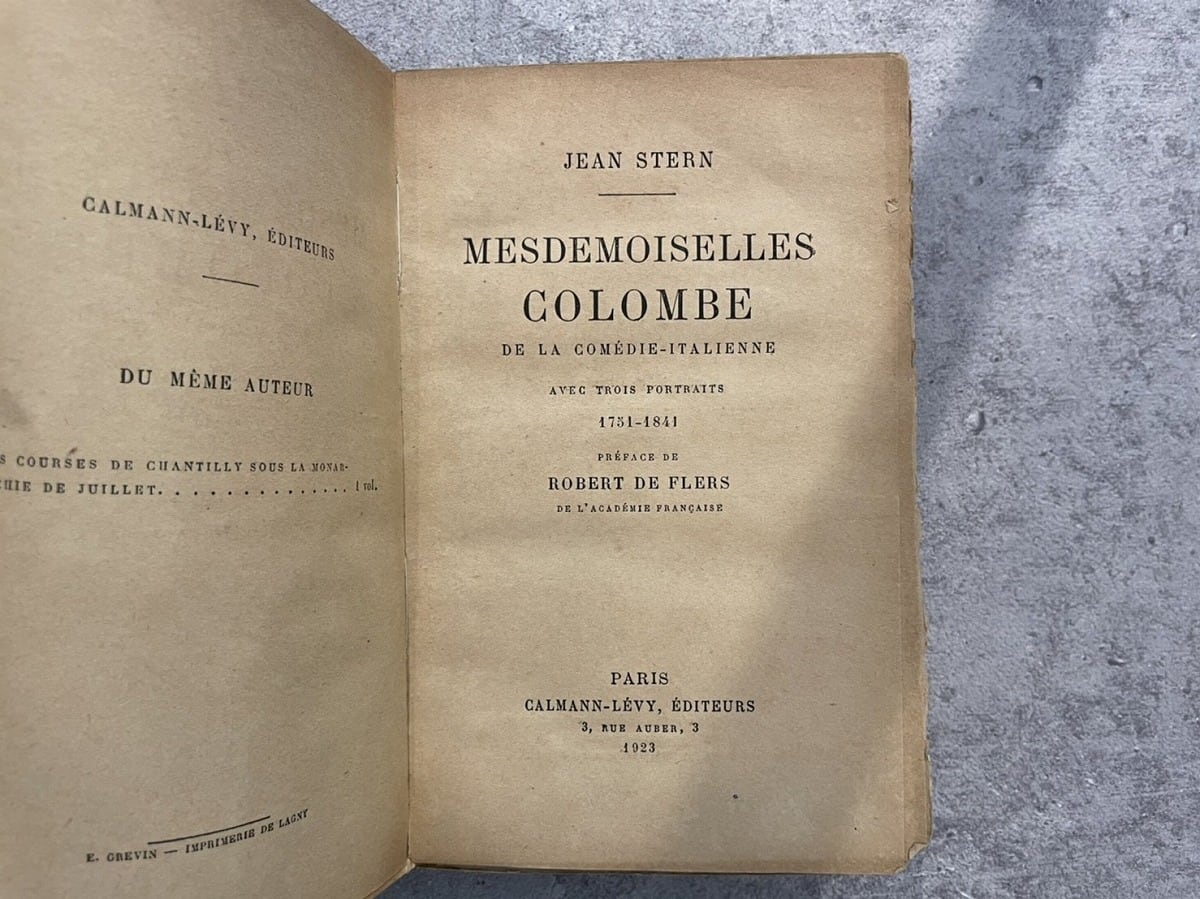 CALMANN-LÉVY, ÉDITEURS
DU MÊME AUTEUR
COURSES DE CHANTILLY SOUS LA MONAR-
DE JUILLET. . . . . . . . . . . . . . 1 vol.
E. GREVIN — IMPRIMERIE DE LAGNY
JEAN STERN
MESDEMOISELLES
COLOMBE
DE LA COMÉDIE-ITALIENNE
AVEC TROIS PORTRAITS
1751-1841
PRÉFACE DE
ROBERT DE FLERS
DE L'ACADÉMIE FRANÇAISE
PARIS
CALMANN-LÉVY, ÉDITEURS
3, RUE AUBER, 3
1923